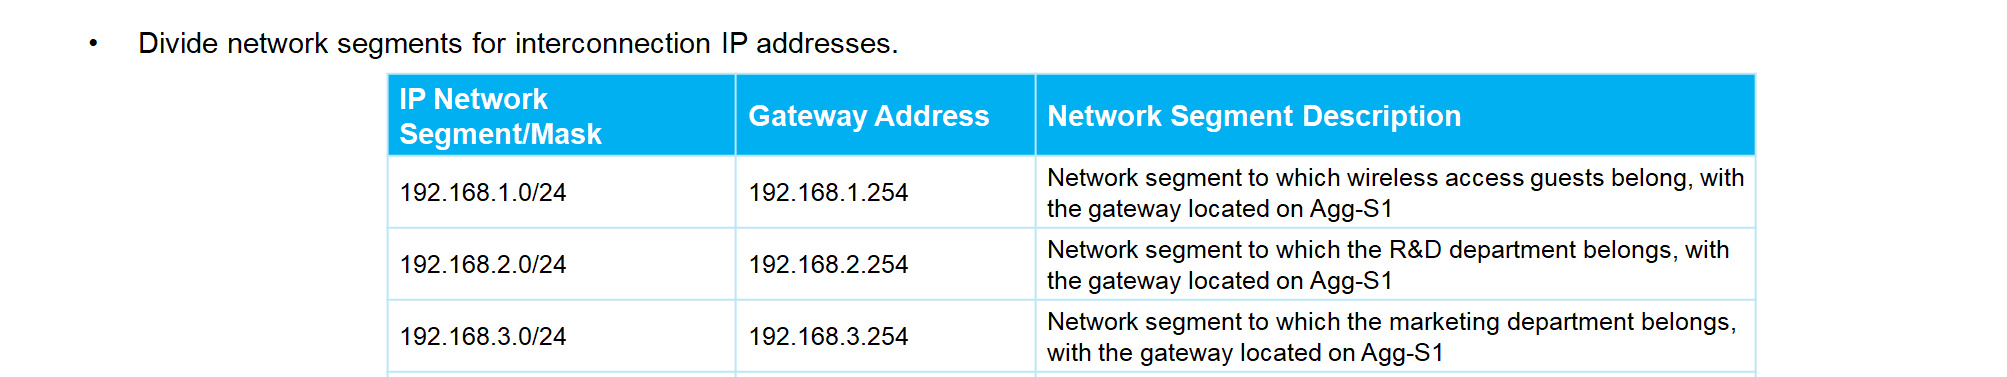 • Divide network segments for interconnection IP addresses.
IP Network
Segment/Mask
Gateway Address
Network Segment Description
192.168.1.0/24
192.168.1.254
Network segment to which wireless access guests belong, with
the gateway located on Agg-S1
192.168.2.0/24
192.168.2.254
Network segment to which the R&D department belongs, with
the gateway located on Agg-S1
192.168.3.0/24
192.168.3.254
Network segment to which the marketing department belongs,
with the gateway located on Agg-S1